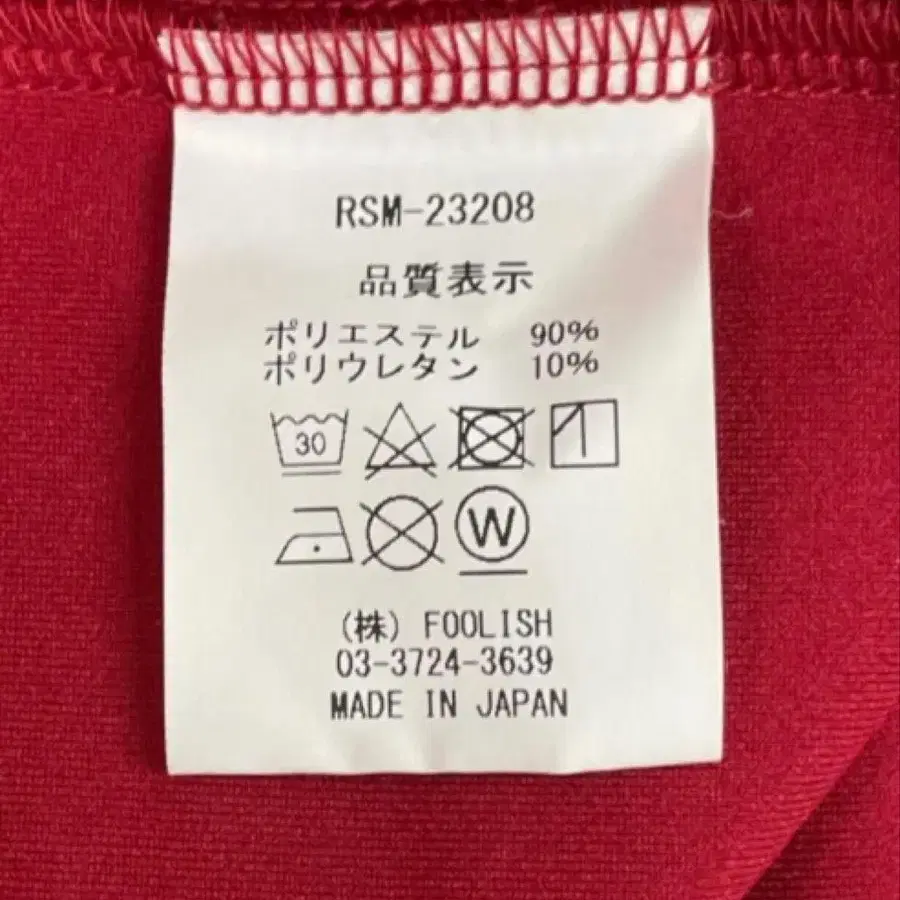 RSM-23208
品質表示
ポリエステル 90%
ポリウレタン 10%
30
W
(株) FOOLISH
03-3724-3639
MADE IN JAPAN